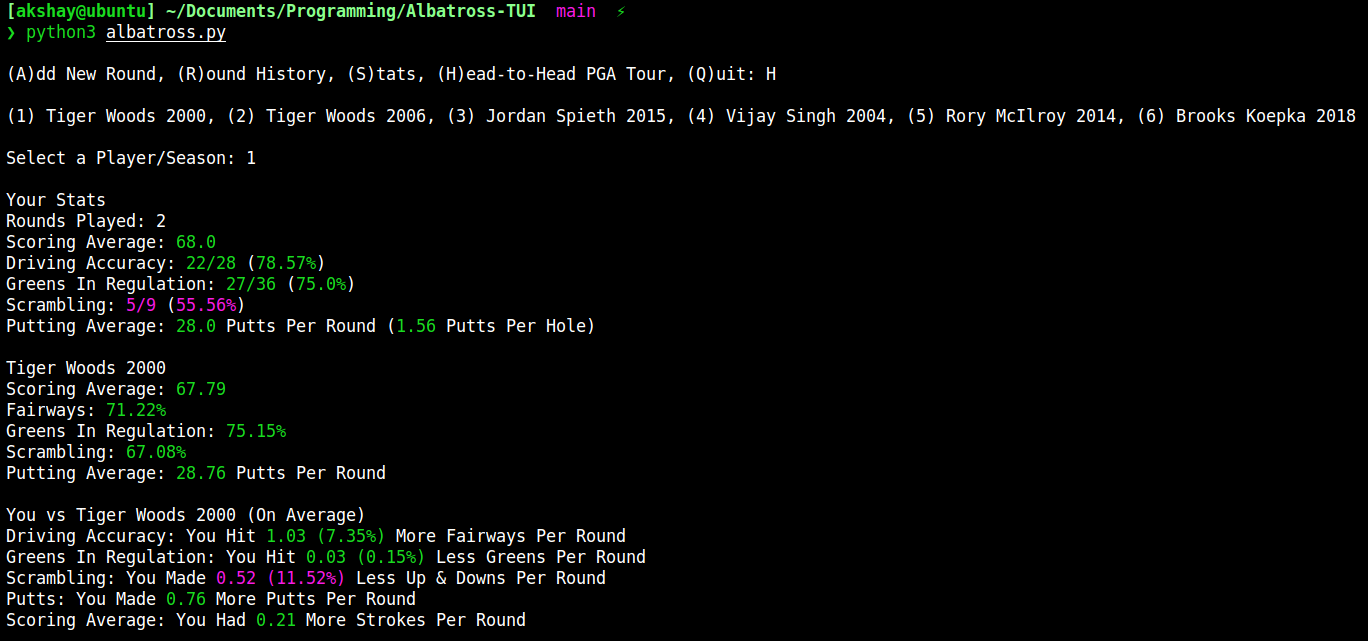 [akshay@ubuntu] ~/Documents/Programming/Albatross-TUI main ⚡
❯ python3 albatross.py
(A)dd New Round, (R)ound History, (S)tats, (H)ead-to-Head PGA Tour, (Q)uit: H
(1) Tiger Woods 2000, (2) Tiger Woods 2006, (3) Jordan Spieth 2015, (4) Vijay Singh 2004, (5) Rory McIlroy 2014, (6) Brooks Koepka 2018
Select a Player/Season: 1
Your Stats
Rounds Played: 2
Scoring Average: 68.0
Driving Accuracy: 22/28 (78.57%)
Greens In Regulation: 27/36 (75.0%)
Scrambling: 5/9 (55.56%)
Putting Average: 28.0 Putts Per Round (1.56 Putts Per Hole)
Tiger Woods 2000
Scoring Average: 67.79
Fairways: 71.22%
Greens In Regulation: 75.15%
Scrambling: 67.08%
Putting Average: 28.76 Putts Per Round
You vs Tiger Woods 2000 (On Average)
Driving Accuracy: You Hit 1.03 (7.35%) More Fairways Per Round
Greens In Regulation: You Hit 0.03 (0.15%) Less Greens Per Round
Scrambling: You Made 0.52 (11.52%) Less Up & Downs Per Round
Putts: You Made 0.76 More Putts Per Round
Scoring Average: You Had 0.21 More Strokes Per Round